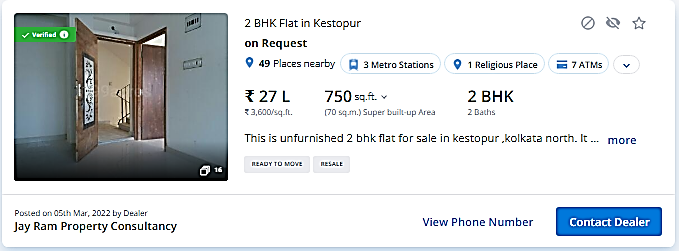 Verified
16
2 BHK Flat in Kestopur
on Request
49 Places nearby
3 Metro Stations
1 Religious Place
7 ATMs
₹ 27 L
750 sq.ft.
2 BHK
₹ 3,600/sq.ft.
(70 sq.m.) Super built-up Area
2 Baths
This is unfurnished 2 bhk flat for sale in kestopur ,kolkata north. It ... more
READY TO MOVE
RESALE
Posted on 05th Mar, 2022 by Dealer
Jay Ram Property Consultancy
View Phone Number
Contact Dealer